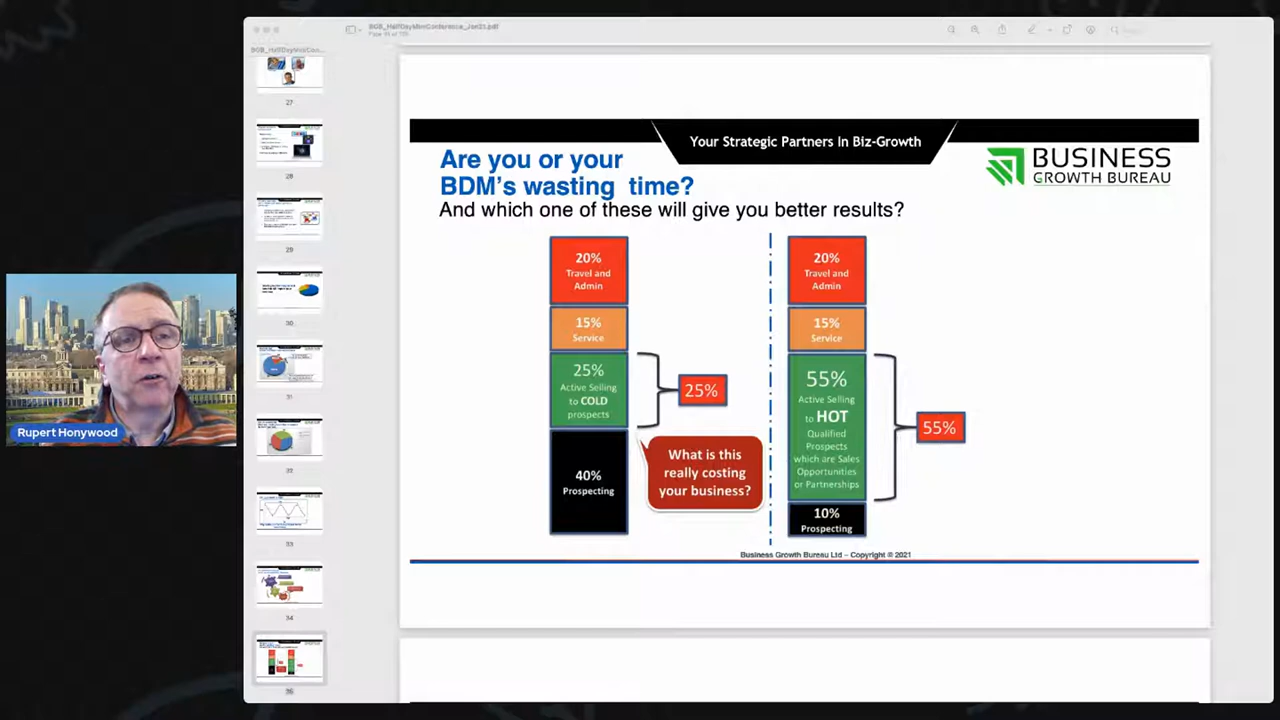 BGB_HalfDayMiniConference_Jan21.pdf
BGB_HalfDayMiniCon...
27
28
29
30
31
32
33
34
Your Strategic Partners In Biz-Growth
Are you or your
BDM's wasting time?
And which one of these will give you better results?
BUSINESS
GROWTH BUREAU
20%
Travel and
Admin
15%
Service
25%
Active Selling
to COLD
prospects
40%
Prospecting
25%
What is this
really costing
your business?
20%
Travel and
Admin
15%
Service
55%
Active Selling
to HOT
Qualified
Prospects
which are Sales
Opportunities
or Partnerships
10%
Prospecting
55%
Business Growth Bureau Ltd – Copyright © 2021
Rupert Honywood